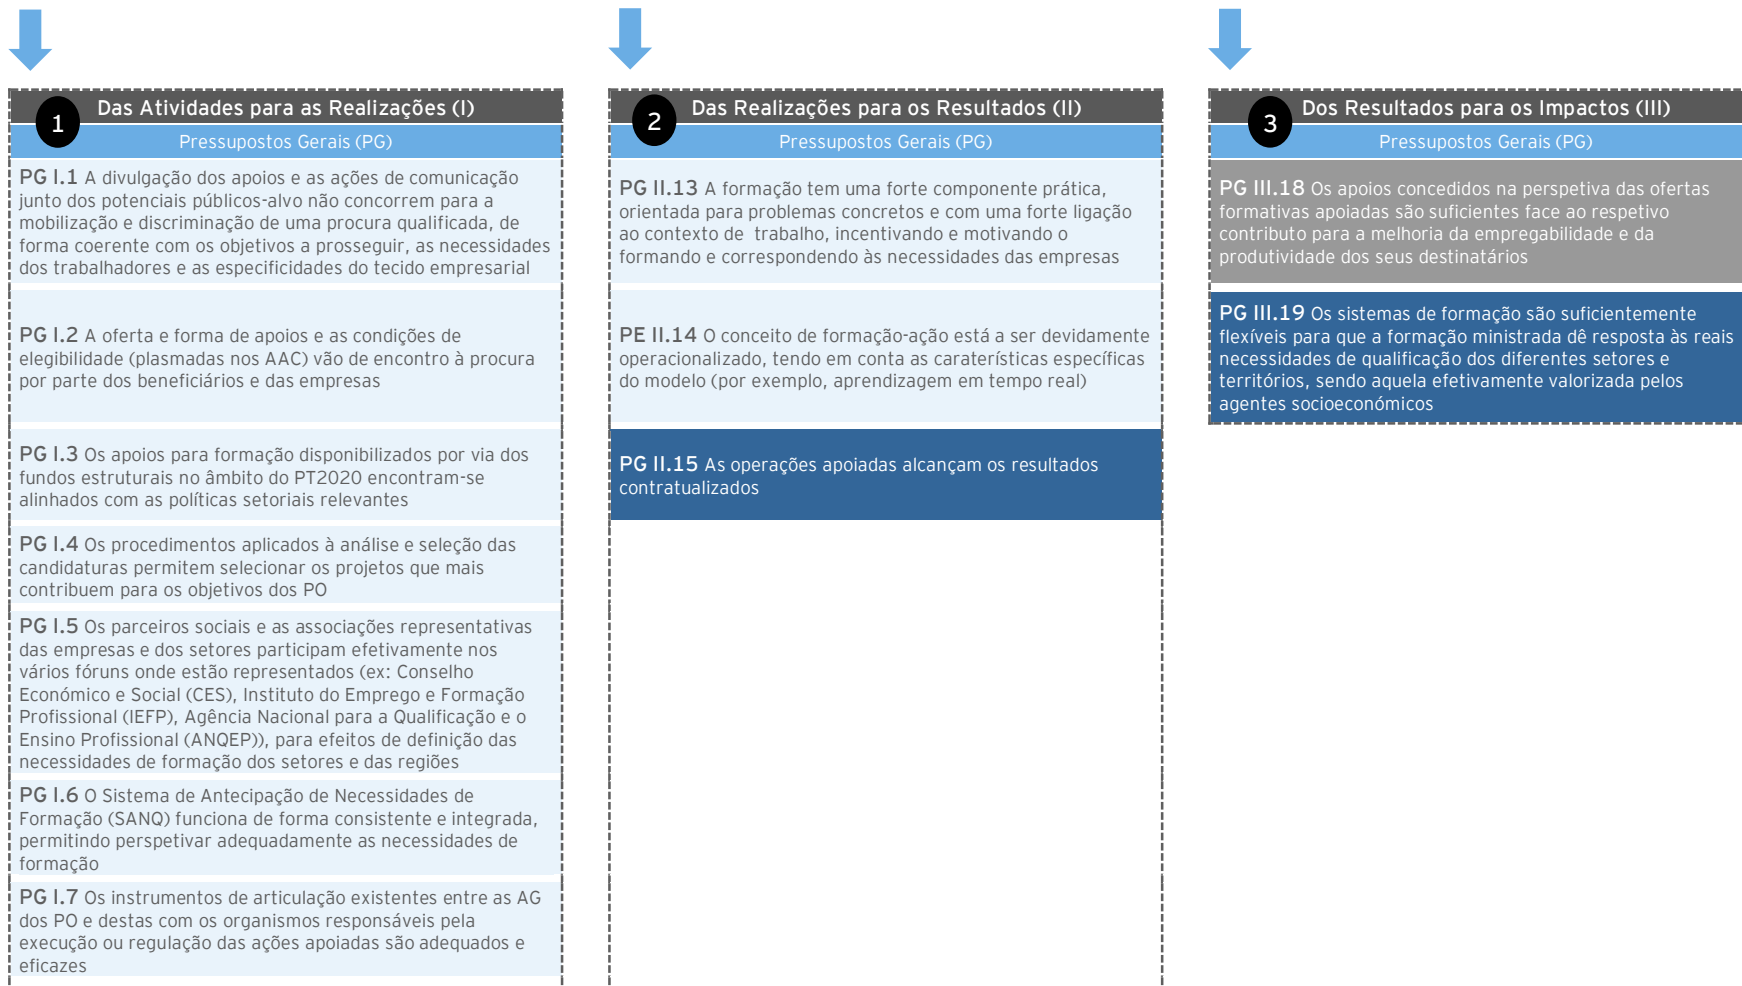 1
Das Atividades para as Realizações (I)
Pressupostos Gerais (PG)
PG I.1 A divulgação dos apoios e as ações de comunicação
junto dos potenciais públicos-alvo não concorrem para a
mobilização e discriminação de uma procura qualificada, de
forma coerente com os objetivos a prosseguir, as necessidades
dos trabalhadores e as especificidades do tecido empresarial
PG I.2 A oferta e forma de apoios e as condições de
elegibilidade (plasmadas nos AAC) vão de encontro à procura
por parte dos beneficiários e das empresas
PG I.3 Os apoios para formação disponibilizados por via dos
fundos estruturais no âmbito do PT2020 encontram-se
alinhados com as políticas setoriais relevantes
PG I.4 Os procedimentos aplicados à análise e seleção das
candidaturas permitem selecionar os projetos que mais
contribuem para os objetivos dos PO
PG I.5 Os parceiros sociais e as associações representativas
das empresas e dos setores participam efetivamente nos
vários fóruns onde estão representados (ex: Conselho
Económico e Social (CES), Instituto do Emprego e Formação
Profissional (IEFP), Agência Nacional para a Qualificação e o
Ensino Profissional (ANQEP)), para efeitos de definição das
necessidades de formação dos setores e das regiões
PG I.6 O Sistema de Antecipação de Necessidades de
Formação (SANQ) funciona de forma consistente e integrada,
permitindo perspetivar adequadamente as necessidades de
formação
PG I.7 Os instrumentos de articulação existentes entre as AG
dos PO e destas com os organismos responsáveis pela
execução ou regulação das ações apoiadas são adequados e
eficazes
2
Das Realizações para os Resultados (II)
Pressupostos Gerais (PG)
PG II.13 A formação tem uma forte componente prática,
orientada para problemas concretos e com uma forte ligação
ao contexto de trabalho, incentivando e motivando o
formando e correspondendo às necessidades das empresas
PE II.14 O conceito de formação-ação está a ser devidamente
operacionalizado, tendo em conta as caraterísticas específicas
do modelo (por exemplo, aprendizagem em tempo real)
PG II.15 As operações apoiadas alcançam os resultados
contratualizados
3
Dos Resultados para os Impactos (III)
Pressupostos Gerais (PG)
PG III.18 Os apoios concedidos na perspetiva das ofertas
formativas apoiadas são suficientes face ao respetivo
contributo para a melhoria da empregabilidade e da
produtividade dos seus destinatários
PG III.19 Os sistemas de formação são suficientemente
flexíveis para que a formação ministrada dê resposta às reais
necessidades de qualificação dos diferentes setores e
territórios, sendo aquela efetivamente valorizada pelos
agentes socioeconómicos